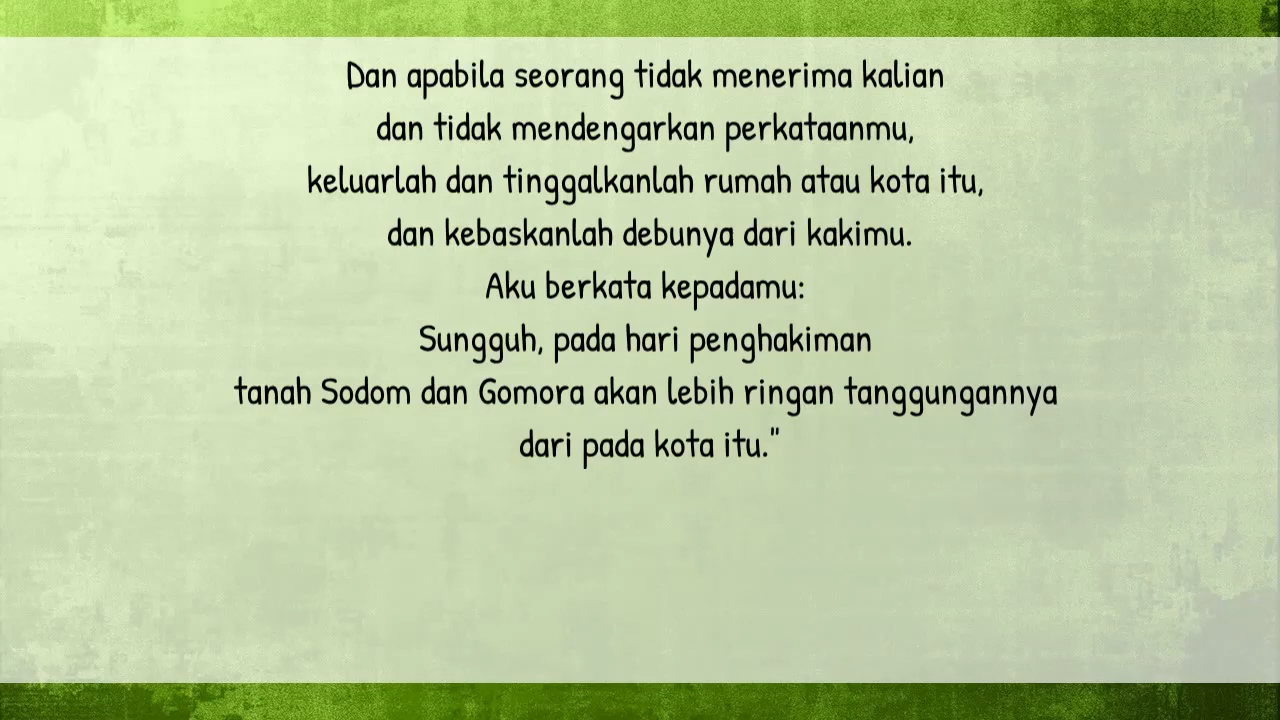 Dan apabila seorang tidak menerima kalian
dan tidak mendengarkan perkataanmu,
keluarlah dan tinggalkanlah rumah atau kota itu,
dan kebaskanlah debunya dari kakimu.
Aku berkata kepadamu:
Sungguh, pada hari penghakiman
tanah Sodom dan Gomora akan lebih ringan tanggungannya
dari pada kota itu."